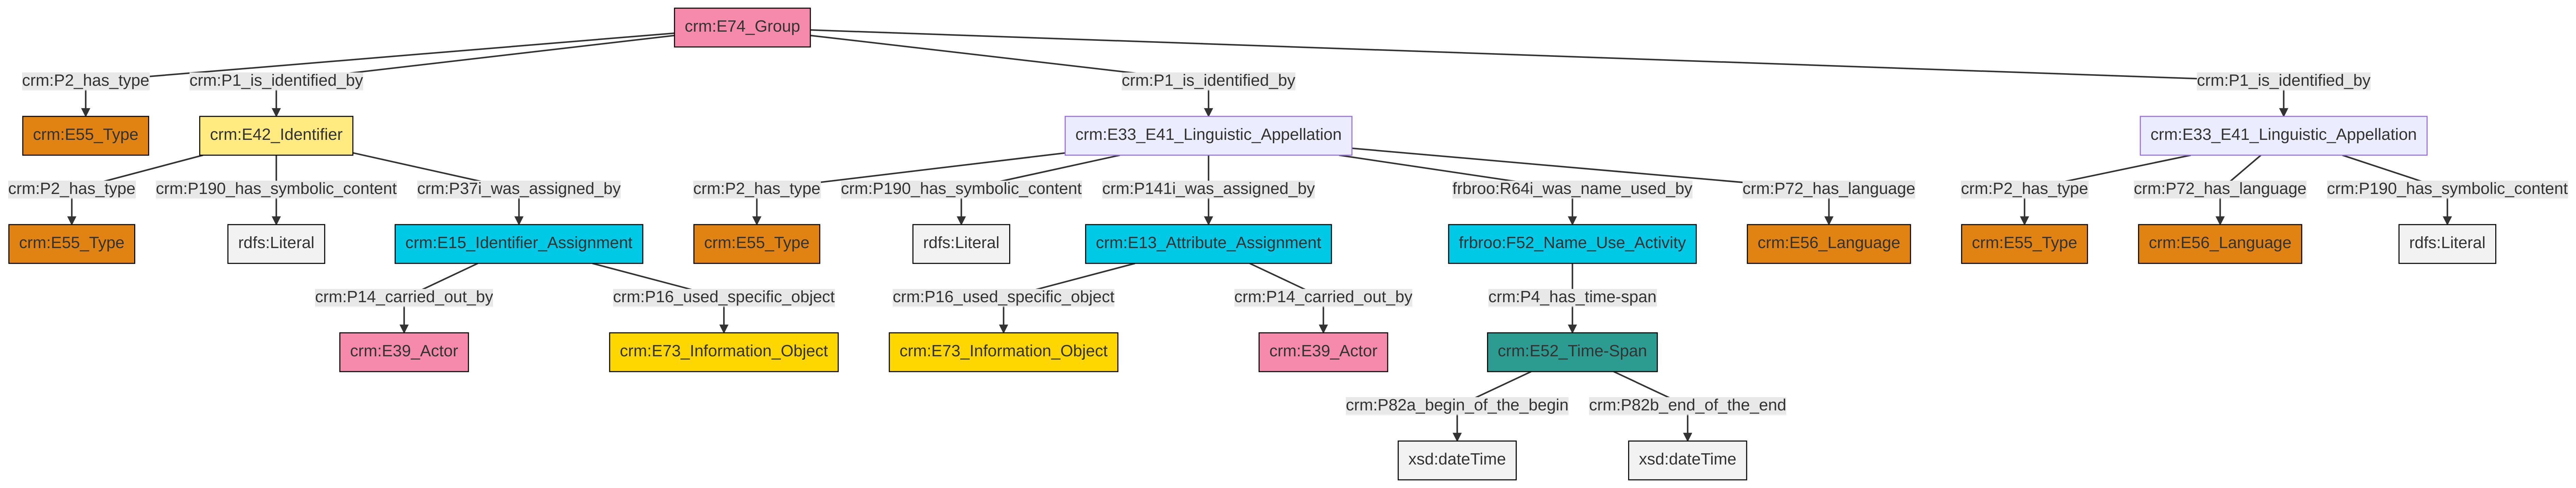 crm:E74_Group
crm:P2_has_type
crm:P1_is_identified_by
crm:P1_is_identified_by
crm:P1_is_identified_by
crm:E55_Type
crm:E42_Identifier
crm:E33_E41_Linguistic_Appellation
crm:E33_E41_Linguistic_Appellation
crm:P2_has_type
crm:P190_has_symbolic_content
crm:P37i_was_assigned_by
crm:P2_has_type
crm:P190_has_symbolic_content
crm:P141i_was_assigned_by
frbroo:R64i_was_name_used_by
crm:P72_has_language
crm:P2_has_type
crm:P72_has_language
crm:P190_has_symbolic_content
crm:E55_Type
rdfs:Literal
crm:E15_Identifier_Assignment
crm:E55_Type
rdfs:Literal
crm:E13_Attribute_Assignment
frbroo:F52_Name_Use_Activity
crm:E56_Language
crm:E55_Type
crm:E56_Language
rdfs:Literal
crm:P14_carried_out_by
crm:P16_used_specific_object
crm:P16_used_specific_object
crm:P14_carried_out_by
crm:P4_has_time-span
crm:E39_Actor
crm:E73_Information_Object
crm:E73_Information_Object
crm:E39_Actor
crm:E52_Time-Span
crm:P82a_begin_of_the_begin
crm:P82b_end_of_the_end
xsd:dateTime
xsd:dateTime